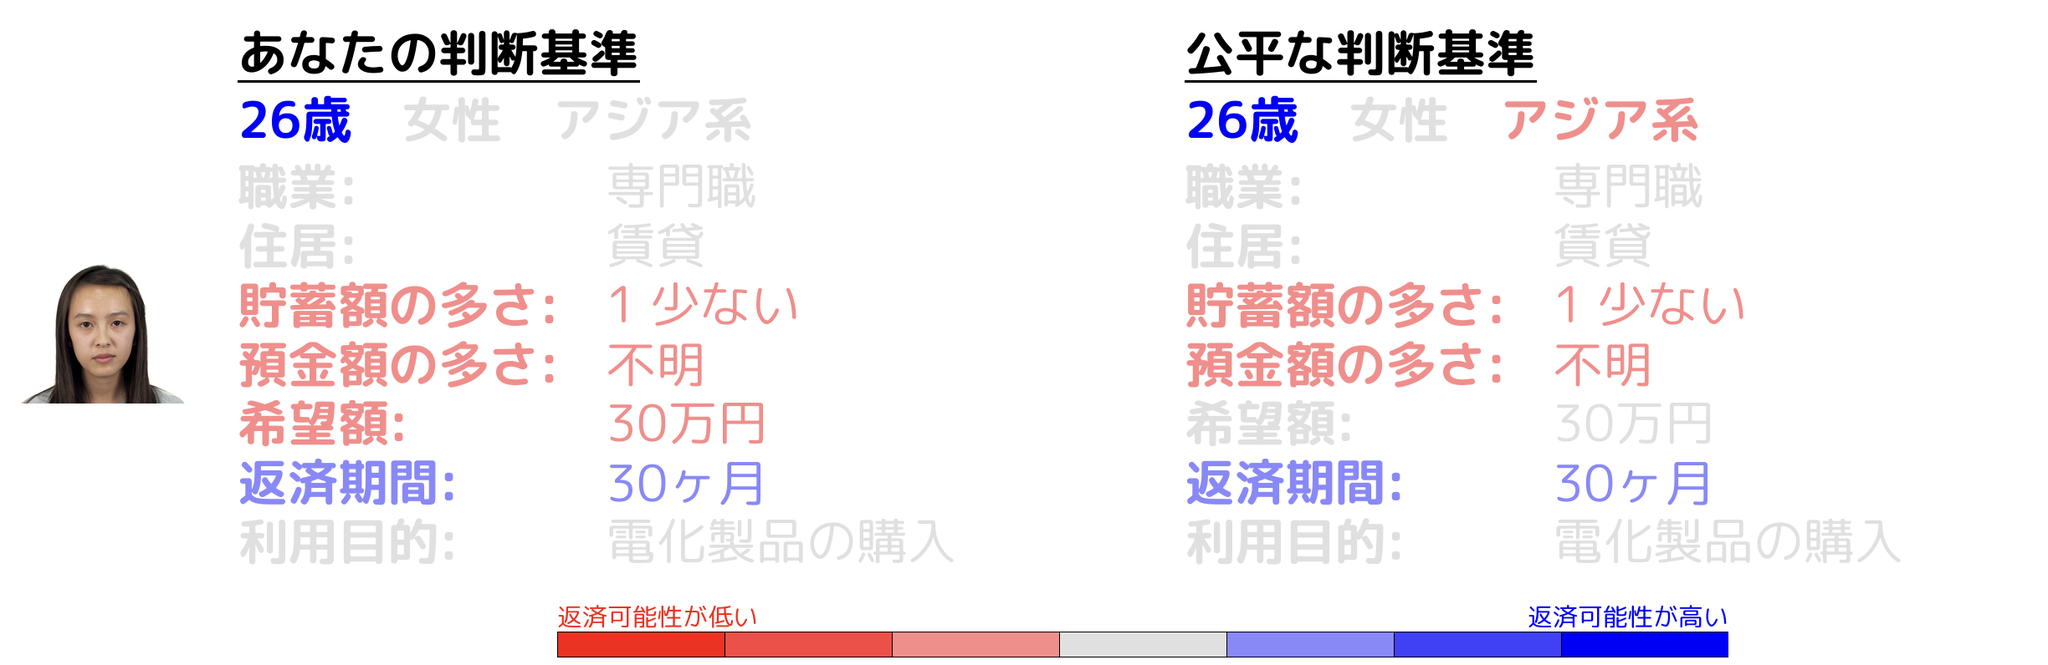 あなたの判断基準
26歳 女性 アジア系
職業: 専門職
住居: 賃貸
貯蓄額の多さ: 1 少ない
預金額の多さ: 不明
希望額: 30万円
返済期間: 30ヶ月
利用目的: 電化製品の購入
公平な判断基準
26歳 女性 アジア系
職業: 専門職
住居: 賃貸
貯蓄額の多さ: 1 少ない
預金額の多さ: 不明
希望額: 30万円
返済期間: 30ヶ月
利用目的: 電化製品の購入
返済可能性が低い
返済可能性が高い